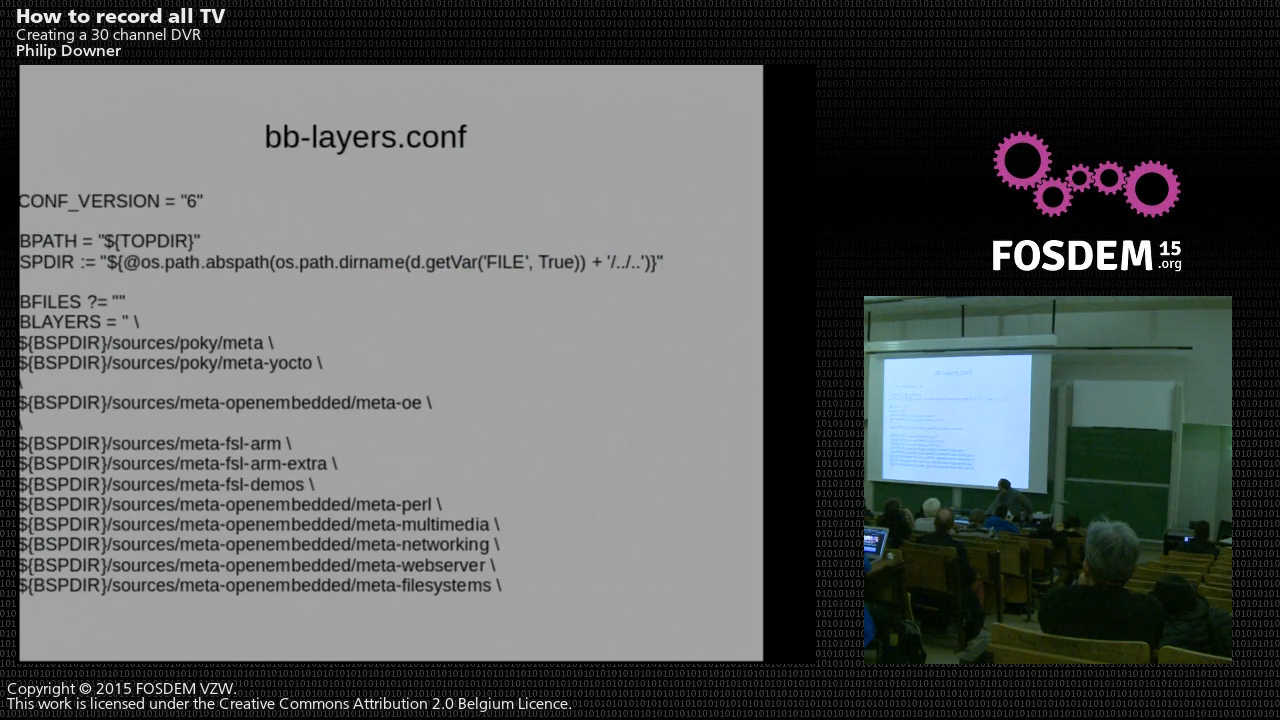 How to record all TV
Creating a 30 channel DVR
Philip Downer
bb-layers.conf
CONF_VERSION = "6"
BPATH = "${TOPDIR}"
SPDIR := "${@os.path.abspath(os.path.dirname(d.getVar('FILE', True)) + '/../..')}"
BFILES ?= ""
BLAYERS = " \
${BSPDIR}/sources/poky/meta \
${BSPDIR}/sources/poky/meta-yocto \
\
${BSPDIR}/sources/meta-openembedded/meta-oe \
\
${BSPDIR}/sources/meta-fsl-arm \
${BSPDIR}/sources/meta-fsl-arm-extra \
${BSPDIR}/sources/meta-fsl-demos \
${BSPDIR}/sources/meta-openembedded/meta-perl \
${BSPDIR}/sources/meta-openembedded/meta-multimedia \
${BSPDIR}/sources/meta-openembedded/meta-networking \
${BSPDIR}/sources/meta-openembedded/meta-webserver \
${BSPDIR}/sources/meta-openembedded/meta-filesystems \
FOSDEM 15
.org
bb-layers.conf
Copyright © 2015 FOSDEM VZW.
This work is licensed under the Creative Commons Attribution 2.0 Belgium Licence.